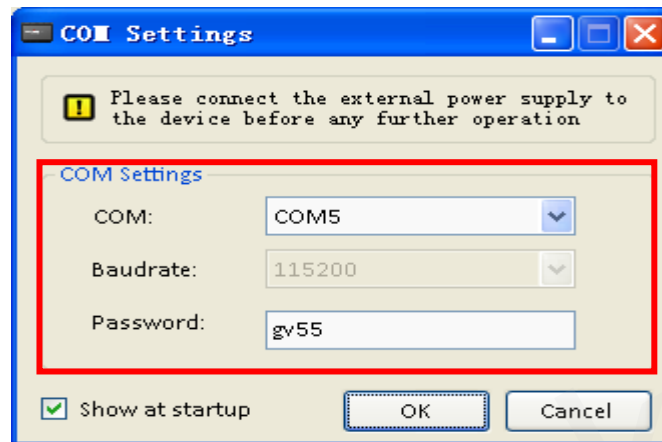 COM Settings
Please connect the external power supply to
the device before any further operation
COM Settings
COM: COM5
Baudrate: 115200
Password: gv55
Show at startup OK Cancel